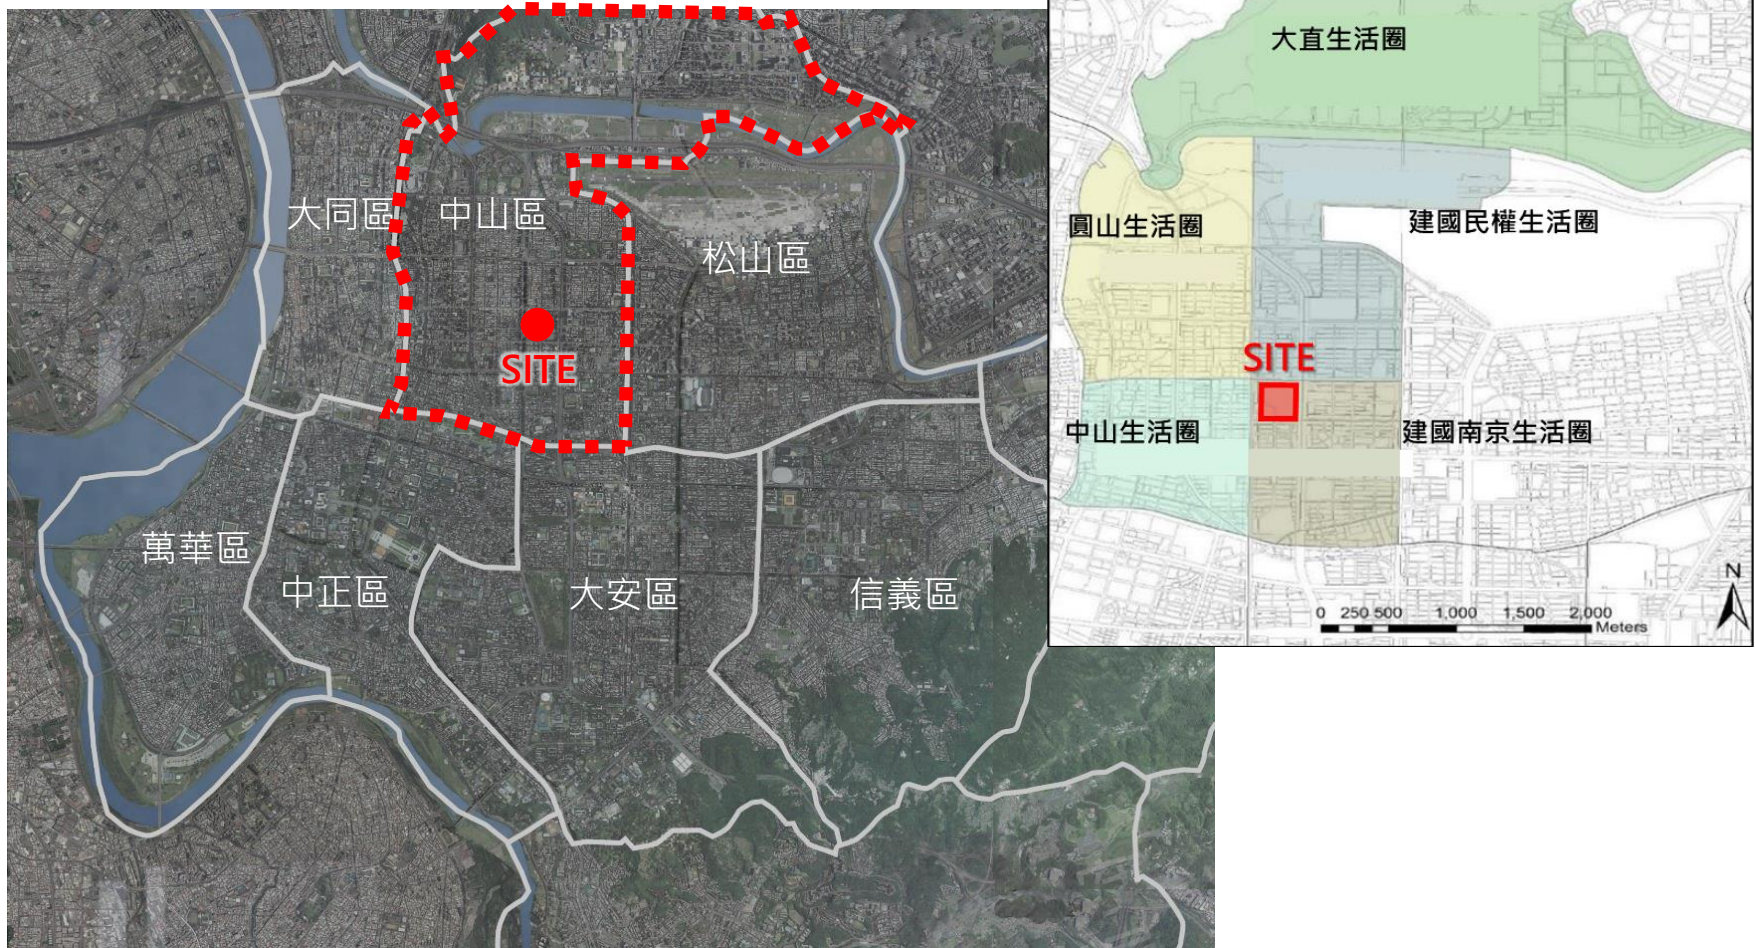 大同區
中山區
松山區
SITE
萬華區
中正區
大安區
信義區
大直生活圈
圓山生活圈
建國民權生活圈
SITE
中山生活圈
建國南京生活圈
N
0 250 500 1,000 1,500 2,000
Meters